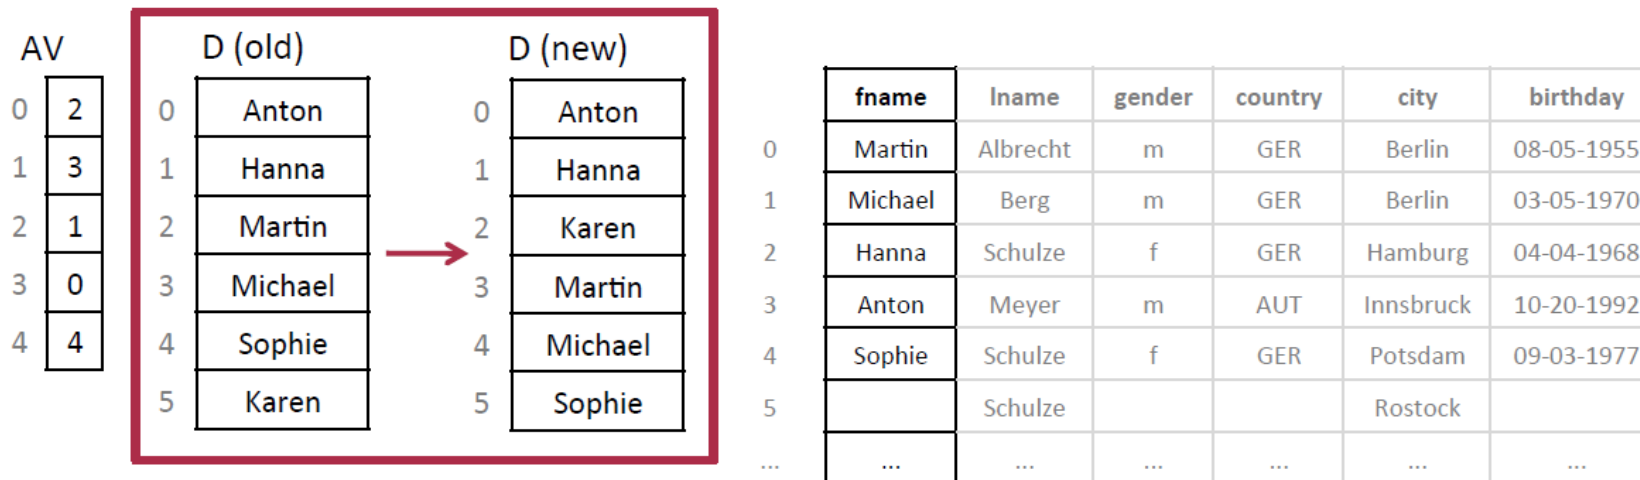 AV D (old) D (new)
0 2 0 Anton 0 Anton
1 3 1 Hanna 1 Hanna
2 1 2 Martin 2 Karen
3 0 3 Michael 3 Martin
4 4 4 Sophie 4 Michael
5 Karen 5 Sophie
fname lname gender country city birthday
0 Martin Albrecht m GER Berlin 08-05-1955
1 Michael Berg m GER Berlin 03-05-1970
2 Hanna Schulze f GER Hamburg 04-04-1968
3 Anton Meyer m AUT Innsbruck 10-20-1992
4 Sophie Schulze f GER Potsdam 09-03-1977
5 Schulze Rostock
... ... ... ... ... ... ...